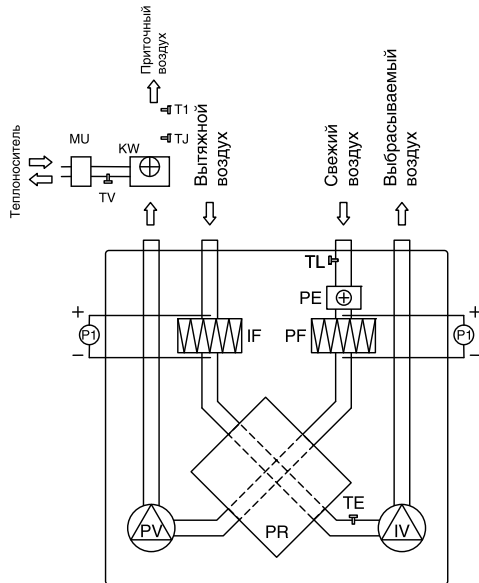 Приточный
воздух
T1
TJ
MU
KW
TV
Теплоноситель
Вытяжной
воздух
Свежий
воздух
Выбрасываемый
воздух
TL
PE
+
P1
−
IF
PF
+
P1
−
TE
PV
PR
IV